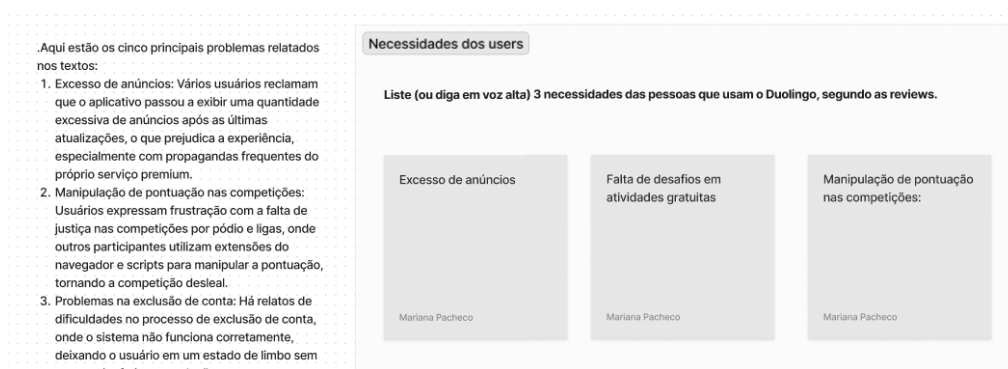 .Aqui estão os cinco principais problemas relatados
nos textos:
1. Excesso de anúncios: Vários usuários reclamam
que o aplicativo passou a exibir uma quantidade
excessiva de anúncios após as últimas
atualizações, o que prejudica a experiência,
especialmente com propagandas frequentes do
próprio serviço premium.
2. Manipulação de pontuação nas competições:
Usuários expressam frustração com a falta de
justiça nas competições por pódio e ligas, onde
outros participantes utilizam extensões do
navegador e scripts para manipular a pontuação,
tornando a competição desleal.
3. Problemas na exclusão de conta: Há relatos de
dificuldades no processo de exclusão de conta,
onde o sistema não funciona corretamente,
deixando o usuário em um estado de limbo sem
Necessidades dos users
Liste (ou diga em voz alta) 3 necessidades das pessoas que usam o Duolingo, segundo as reviews.
Excesso de anúncios
Mariana Pacheco
Falta de desafios em
atividades gratuitas
Mariana Pacheco
Manipulação de pontuação
nas competições:
Mariana Pacheco